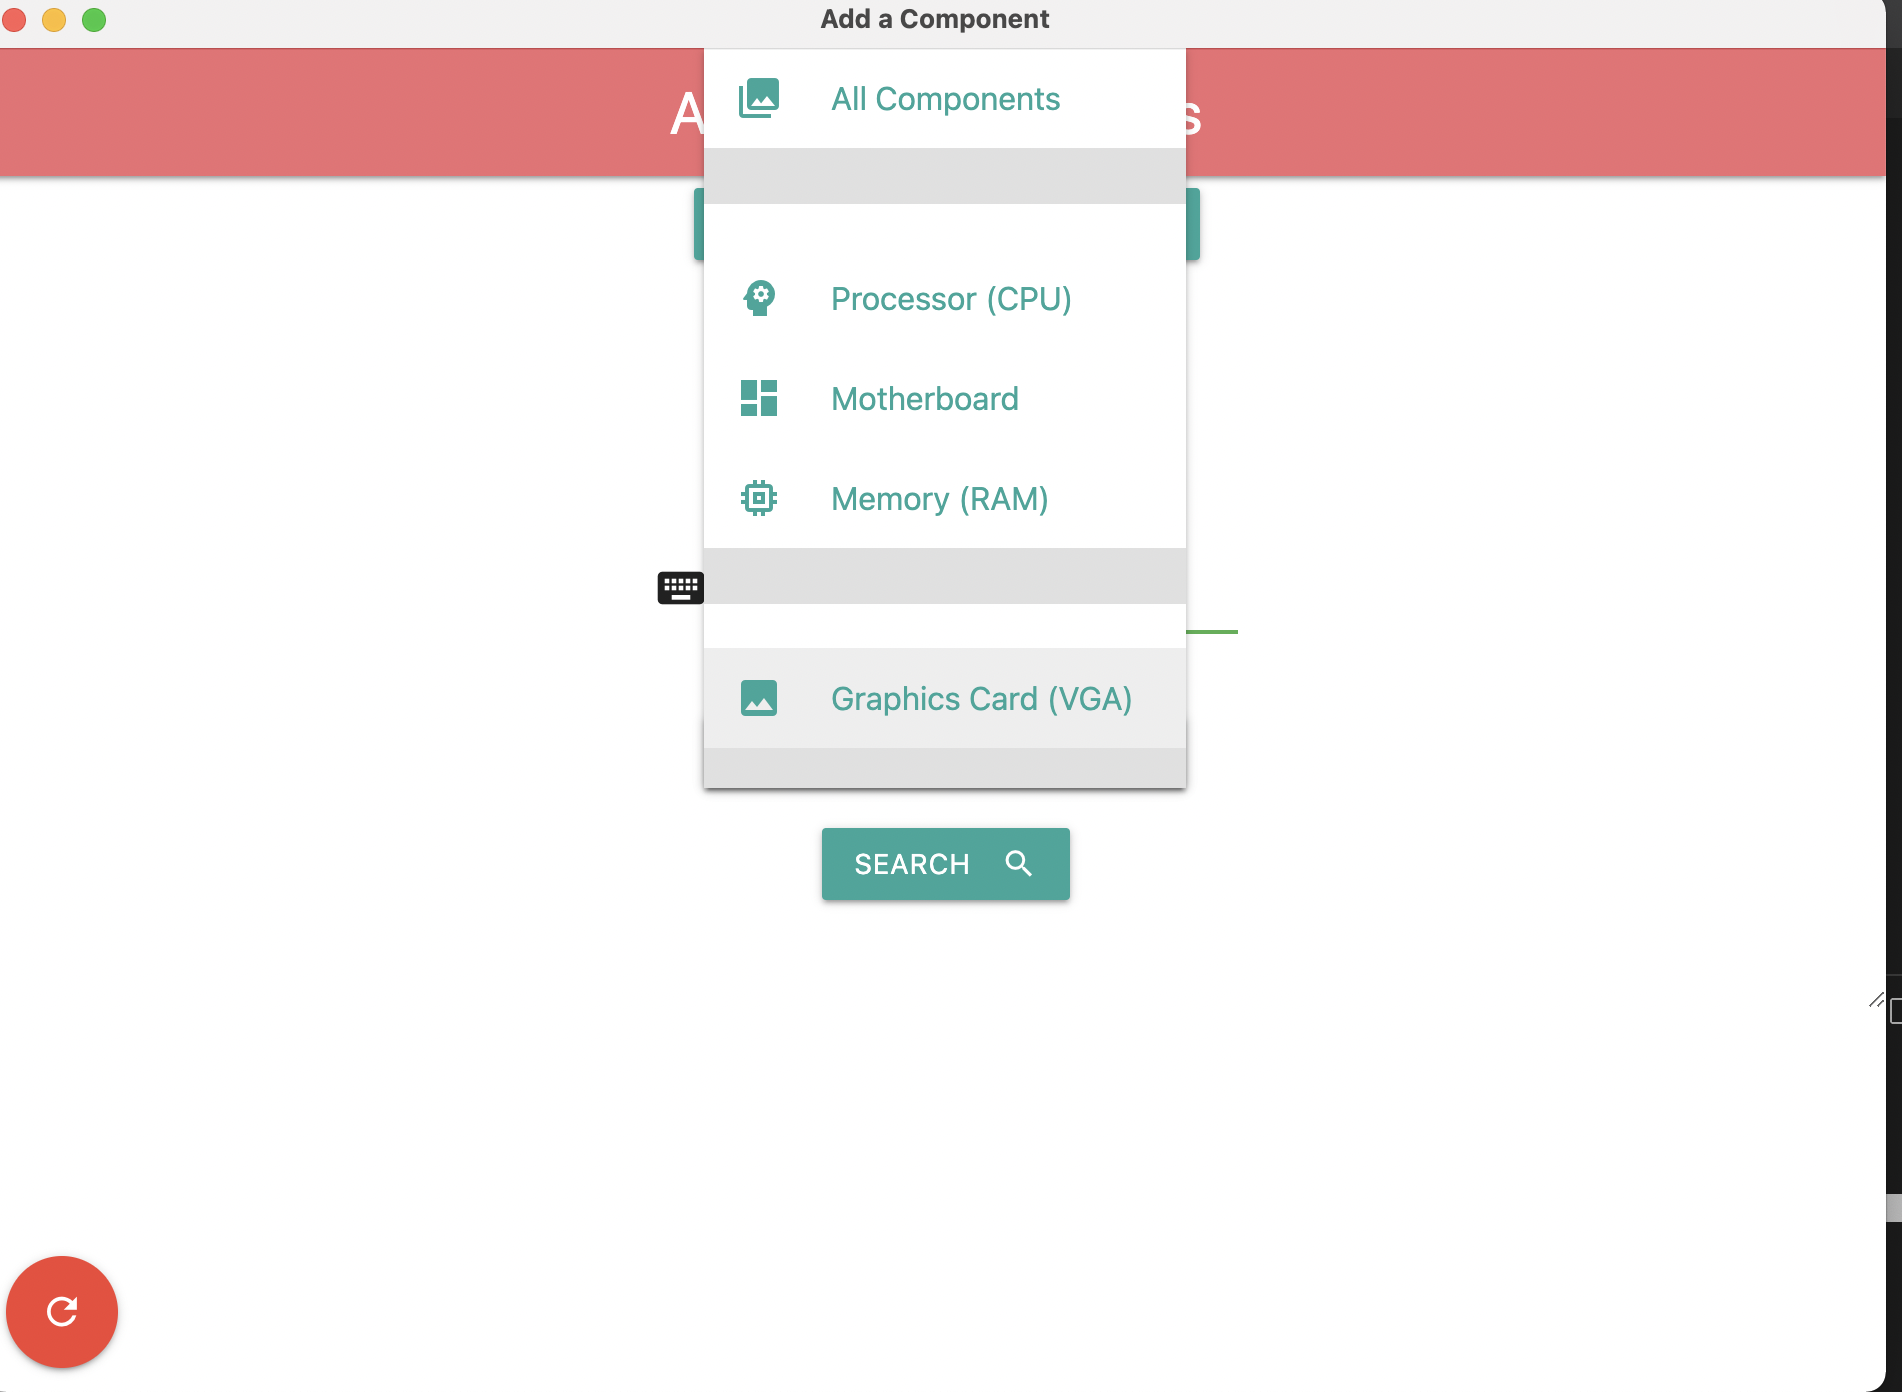 Add a Component
All Components
Processor (CPU)
Motherboard
Memory (RAM)
Graphics Card (VGA)
SEARCH